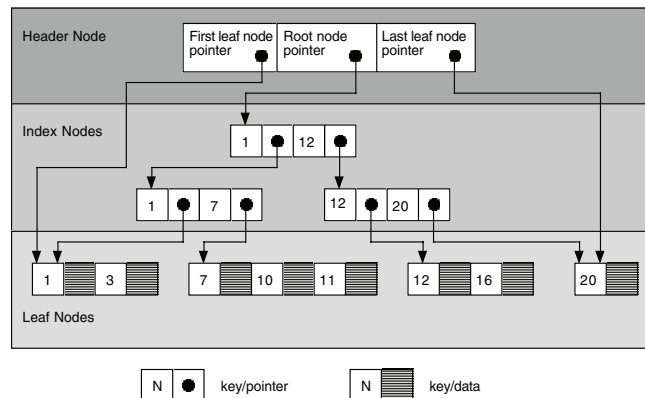 Header Node
First leaf node
pointer
Root node
pointer
Last leaf node
pointer
Index Nodes
1 12
1 7
12 20
1 3
7 10 11
12 16
20
Leaf Nodes
N key/pointer
N key/data